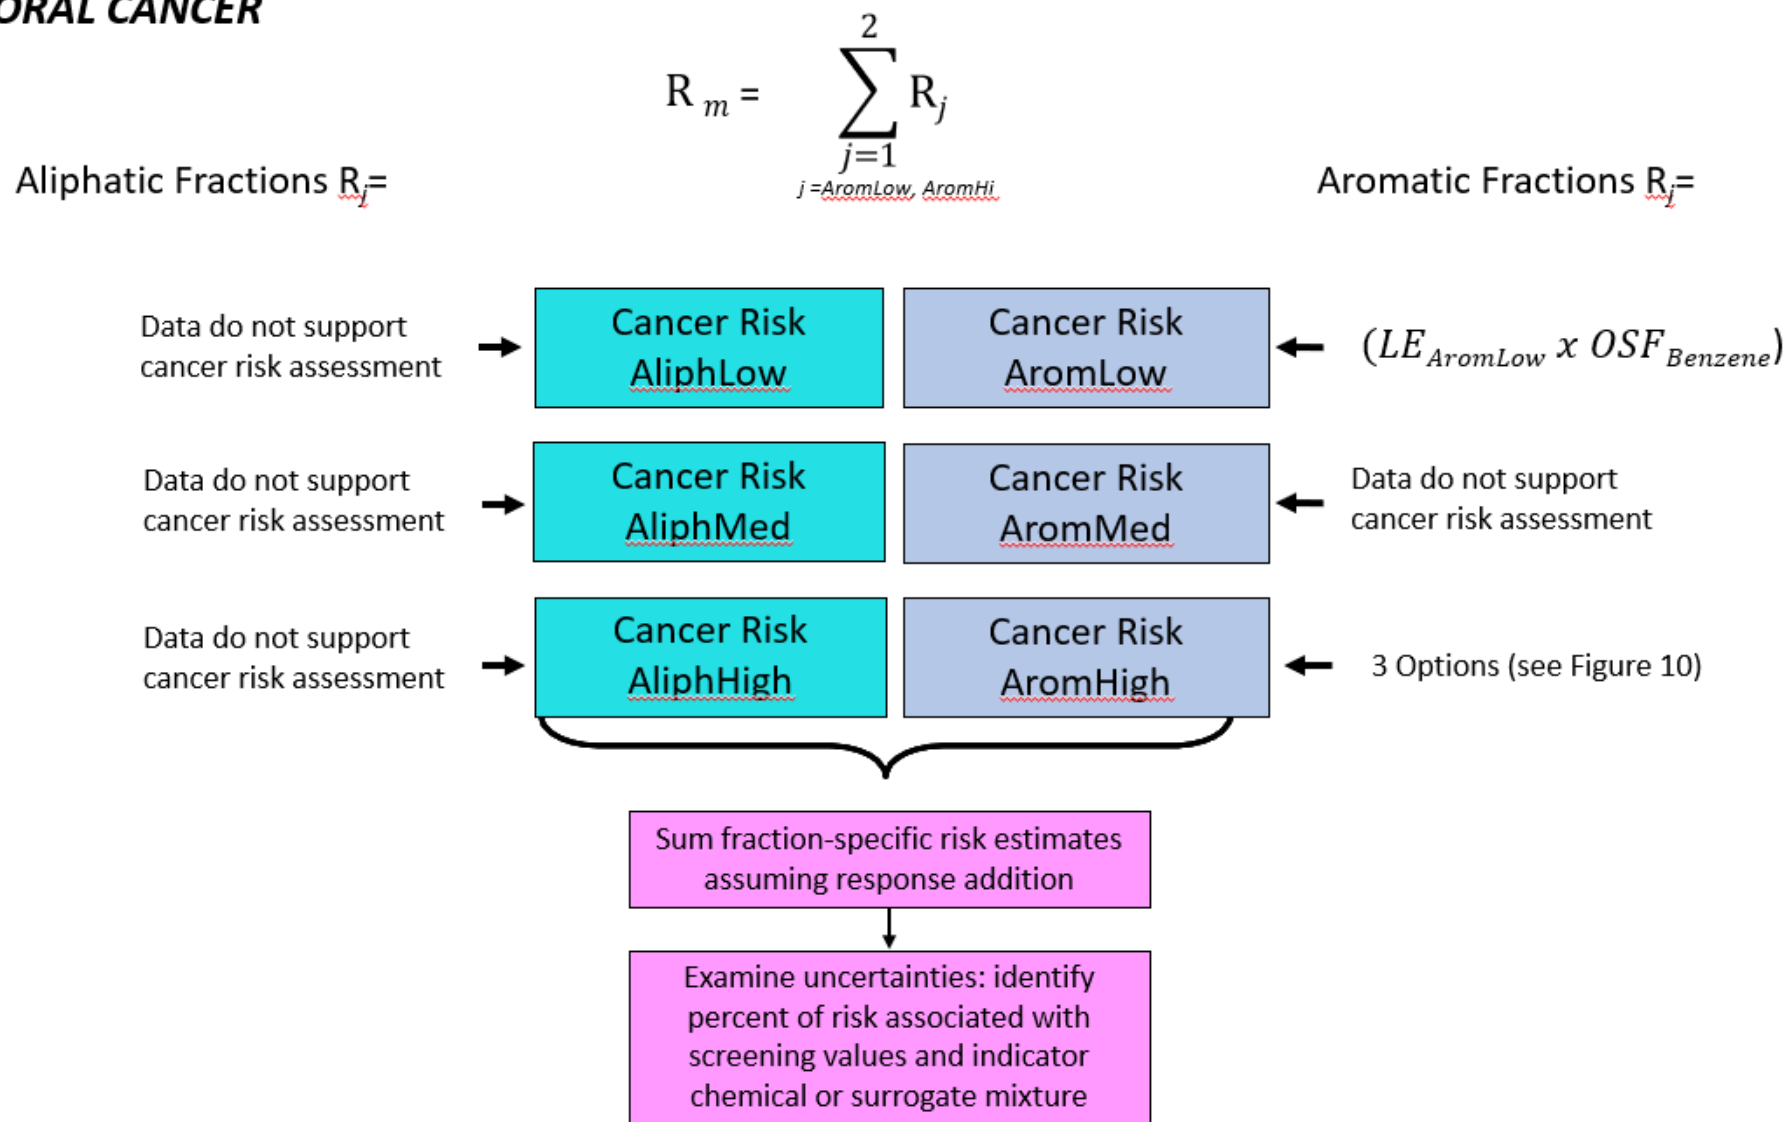 ORAL CANCER
R m = 2∑j=1 Rj
j =AromLow, AromHi
Aliphatic Fractions Rj=
Aromatic Fractions Rj=
Data do not support
cancer risk assessment
Cancer Risk
AliphLow
Cancer Risk
AromLow
(LE AromLow x OSF Benzene)
Data do not support
cancer risk assessment
Cancer Risk
AliphMed
Cancer Risk
AromMed
Data do not support
cancer risk assessment
Data do not support
cancer risk assessment
Cancer Risk
AliphHigh
Cancer Risk
AromHigh
3 Options (see Figure 10)
Sum fraction-specific risk estimates
assuming response addition
Examine uncertainties: identify
percent of risk associated with
screening values and indicator
chemical or surrogate mixture